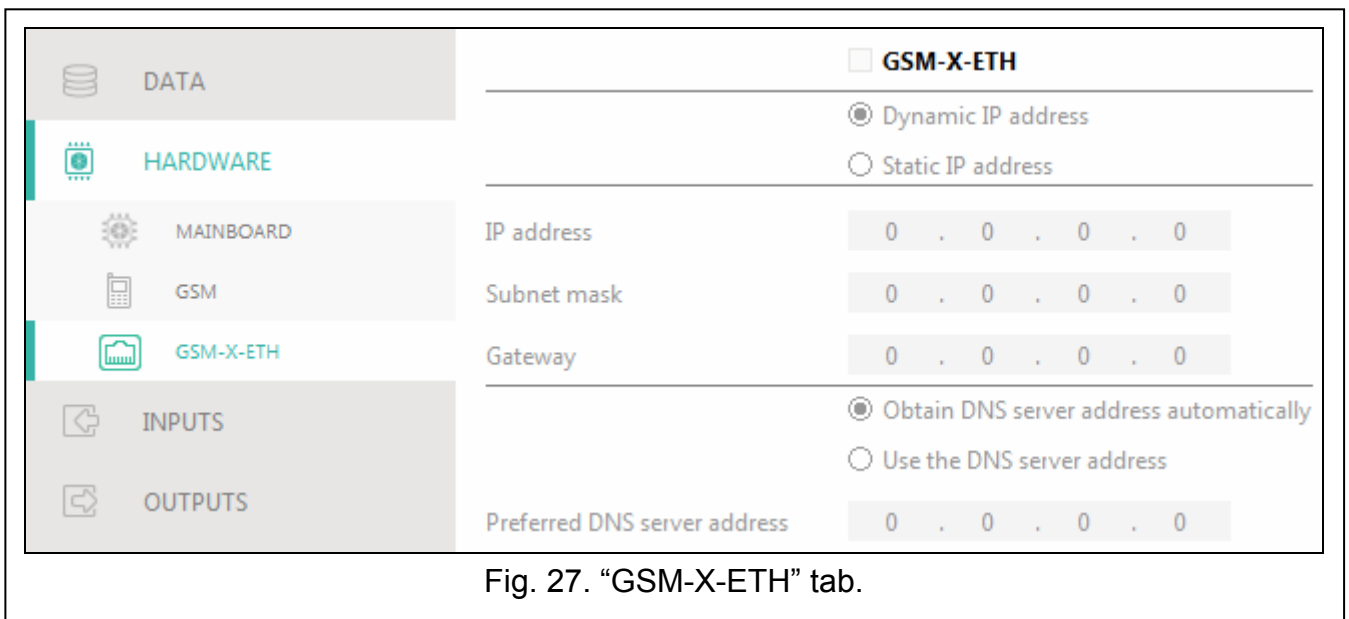 DATA
HARDWARE
MAINBOARD
GSM
GSM-X-ETH
INPUTS
OUTPUTS
GSM-X-ETH
Dynamic IP address
Static IP address
IP address 0 . 0 . 0 . 0
Subnet mask 0 . 0 . 0 . 0
Gateway 0 . 0 . 0 . 0
Obtain DNS server address automatically
Use the DNS server address
Preferred DNS server address 0 . 0 . 0 . 0
Fig. 27. “GSM-X-ETH” tab.